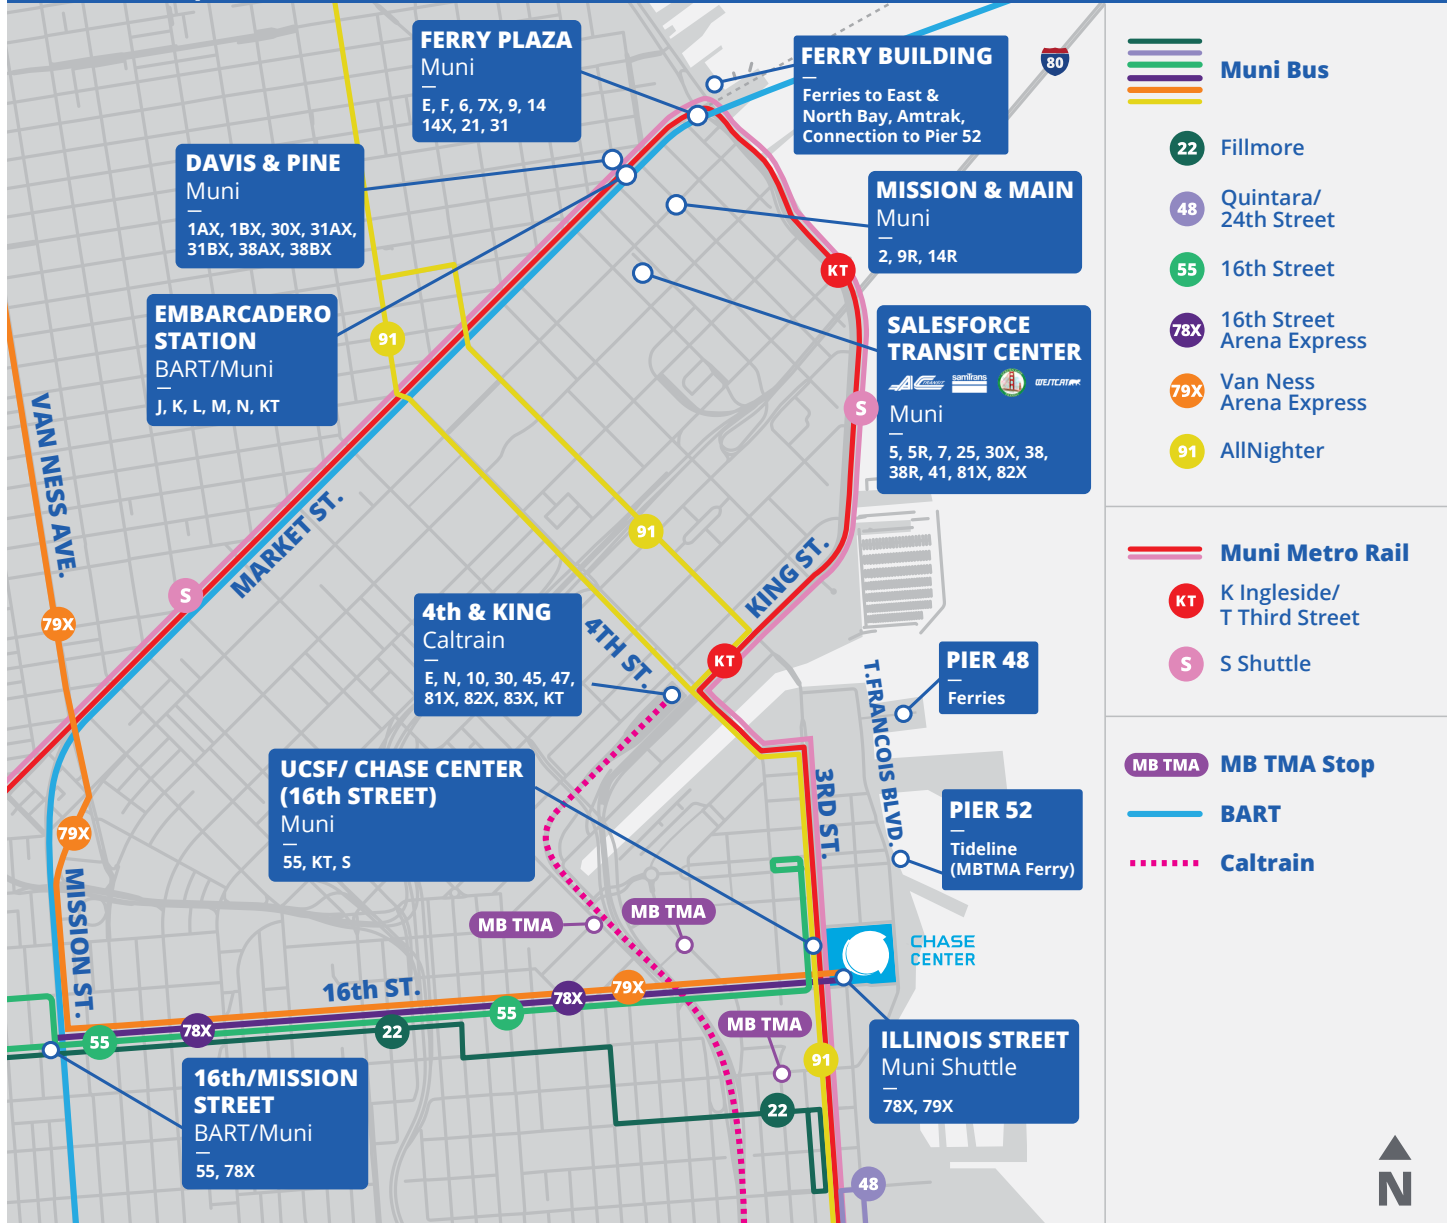 FERRY PLAZA
Muni
E, F, 6, 7X, 9, 14
14X, 21, 31
FERRY BUILDING
Ferries to East &
North Bay, Amtrak,
Connection to Pier 52
80
DAVIS & PINE
Muni
1AX, 1BX, 30X, 31AX,
31BX, 38AX, 38BX
MISSION & MAIN
Muni
2, 9R, 14R
KT
EMBARCADERO
STATION
BART/Muni
J, K, L, M, N, KT
91
SALESFORCE
TRANSIT CENTER
AC TRANSIT
samTrans
WESTCAT
Muni
5, 5R, 7, 25, 30X, 38,
38R, 41, 81X, 82X
S
VAN NESS AVE.
MARKET ST.
91
KING ST.
S
79X
4th & KING
Caltrain
E, N, 10, 30, 45, 47,
81X, 82X, 83X, KT
4TH ST.
KT
T.FRANCOIS BLVD.
PIER 48
Ferries
UCSF/ CHASE CENTER
(16th STREET)
Muni
55, KT, S
3RD ST.
PIER 52
Tideline
(MBTMA Ferry)
79X
MISSION ST.
MB TMA
MB TMA
CHASE
CENTER
16th ST.
79X
78X
55
78X
22
55
MB TMA
ILLINOIS STREET
Muni Shuttle
78X, 79X
91
16th/MISSION
STREET
BART/Muni
55, 78X
22
48
Muni Bus
22 Fillmore
48 Quintara/
24th Street
55 16th Street
78X 16th Street
Arena Express
79X Van Ness
Arena Express
91 AllNighter
Muni Metro Rail
KT K Ingleside/
T Third Street
S S Shuttle
MB TMA MB TMA Stop
BART
Caltrain
N